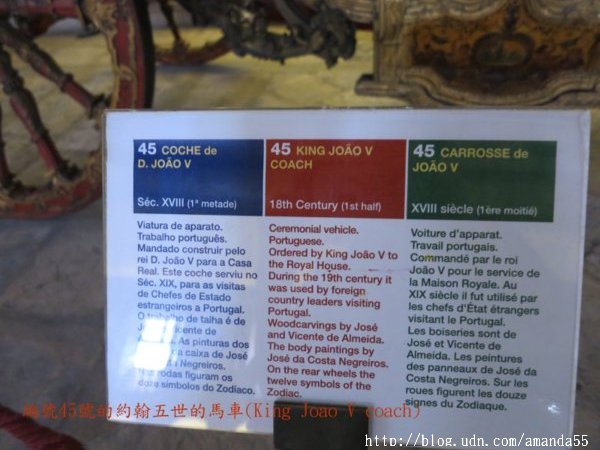 45 COCHE de
D. JOÃO V
Séc. XVIII (1ª metade)
Viatura de aparato.
Trabalho português.
Mandado construir pelo
rei D. João V para a Casa
Real. Este coche serviu no
Séc. XIX, para as visitas
de Chefes de Estado
estrangeiros a Portugal.
O trabalho de talha é de
José Vicente de
As pinturas dos
da caixa de José
Negreiros.
rodas figuram os
doze símbolos do Zodíaco.
45 KING JOÃO V
COACH
18th Century (1st half)
Ceremonial vehicle.
Portuguese.
Ordered by King João V to
the Royal House.
During the 19th century it
was used by foreign
country leaders visiting
Portugal.
Woodcarvings by José
and Vicente de Almeida.
The body paintings by
José da Costa Negreiros.
On the rear wheels the
twelve symbols of the
Zodiac.
45 CARROSSE de
JOÃO V
XVIII siècle (1ère moitié)
Voiture d'apparat.
Travail portugais.
Commandé par le roi
João V pour le service de
la Maison Royale. Au
XIX siècle il fut utilisé par
les chefs d'État étrangers
visitant le Portugal.
Les boiseries sont de
José et Vicente de
Almeida. Les peintures
des panneaux de José da
Costa Negreiros. Sur les
roues figurent les douze
signes du Zodiaque.
編號45號的約翰五世的馬車(King Joao V coach)
http://blog.udn.com/amanda55